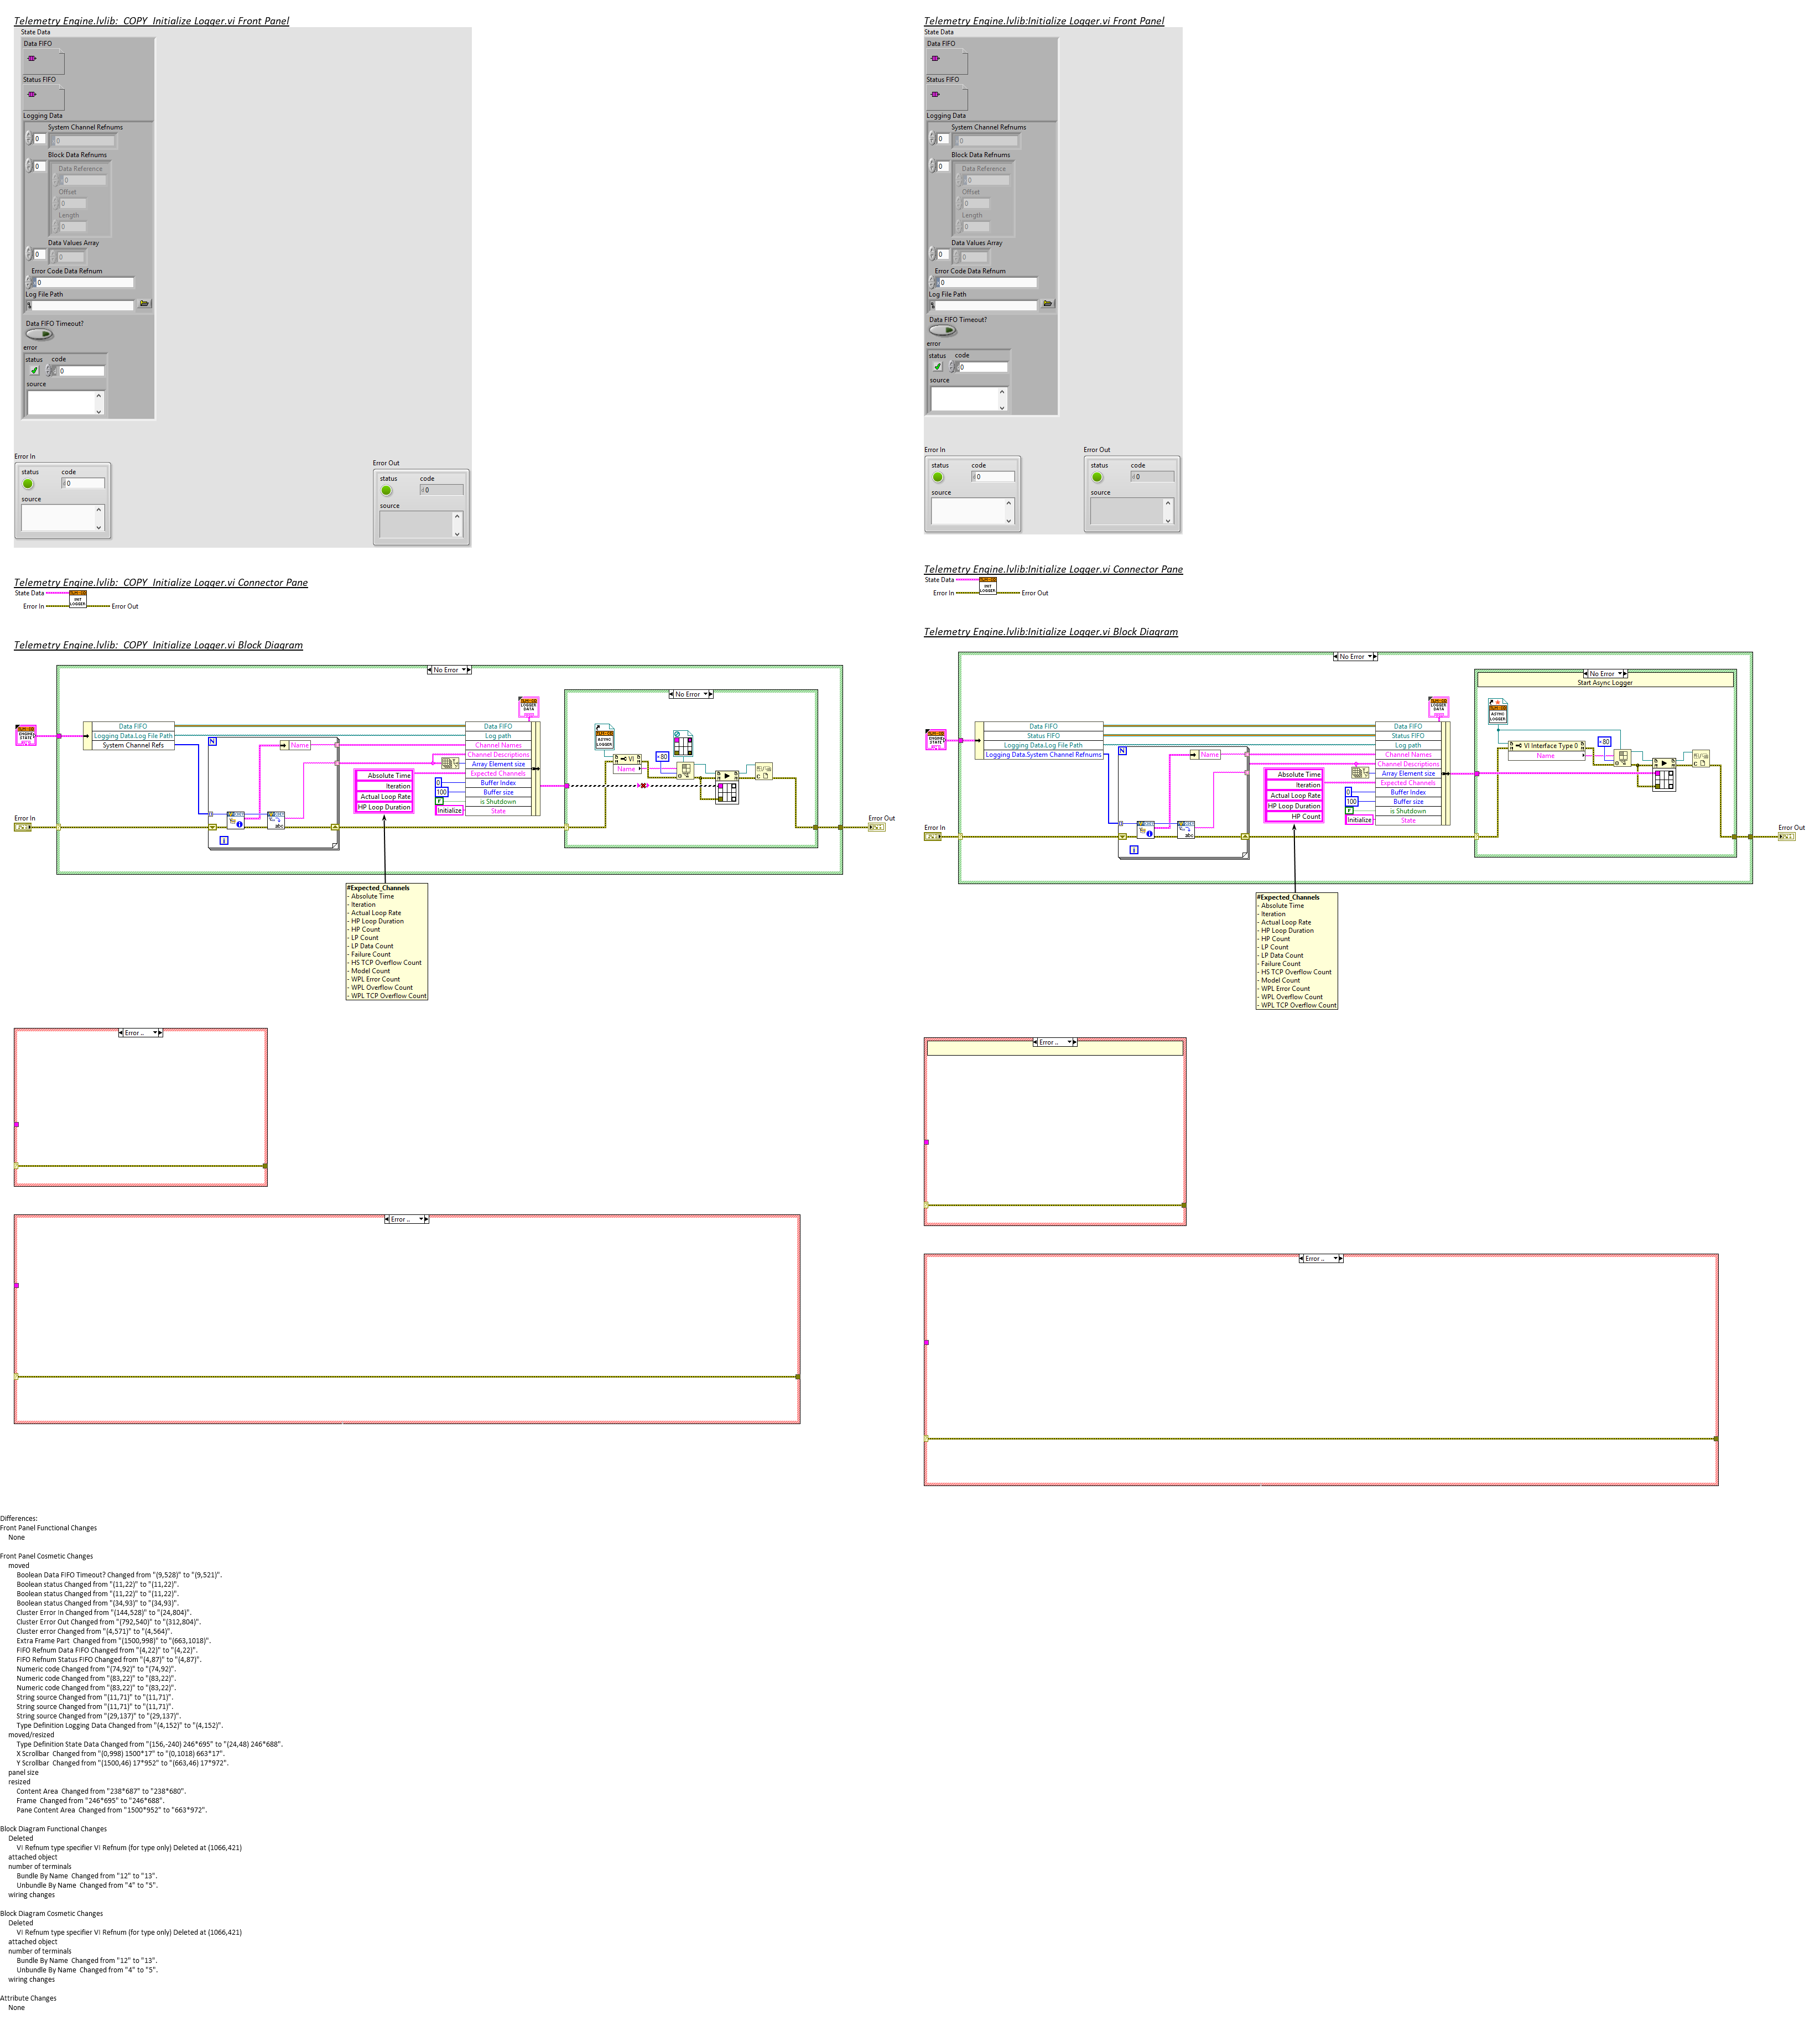 Telemetry Engine.lvlib:_COPY_Initialize Logger.vi Front Panel
State Data
Data FIFO
Status FIFO
Logging Data
System Channel Refnums
0
0
Block Data Refnums
0
Data Reference
0
Offset
0
Length
0
Data Values Array
0
0
Error Code Data Refnum
0
Log File Path
Data FIFO Timeout?
error
status code
0
source
Error In
status code
0
source
Error Out
status code
0
source
Telemetry Engine.lvlib:_COPY_Initialize Logger.vi Connector Pane
State Data
INIT
LOGGER
Error In
Error Out
Telemetry Engine.lvlib:_COPY_Initialize Logger.vi Block Diagram
No Error
No Error
LOGGER
DATA
ENGINE
STATE
Data FIFO
Logging Data.Log File Path
System Channel Refs
N
Name
Data FIFO
Log path
Channel Names
Channel Descriptions
Array Element size
Expected Channels
Buffer Index
Buffer size
is Shutdown
State
Absolute Time
Iteration
Actual Loop Rate
HP Loop Duration
0
100
F
Initialize
ASYNC
LOGGER
VI
Name
×80
abc
i
Error In
Error Out
#Expected_Channels
- Absolute Time
- Iteration
- Actual Loop Rate
- HP Loop Duration
- HP Count
- LP Count
- LP Data Count
- Failure Count
- HS TCP Overflow Count
- Model Count
- WPL Error Count
- WPL Overflow Count
- WPL TCP Overflow Count
Error ..
Error ..
Telemetry Engine.lvlib:Initialize Logger.vi Front Panel
State Data
Data FIFO
Status FIFO
Logging Data
System Channel Refnums
0
0
Block Data Refnums
0
Data Reference
0
Offset
0
Length
0
Data Values Array
0
0
Error Code Data Refnum
0
Log File Path
Data FIFO Timeout?
error
status code
0
source
Error In
status code
0
source
Error Out
status code
0
source
Telemetry Engine.lvlib:Initialize Logger.vi Connector Pane
State Data
INIT
LOGGER
Error In
Error Out
Telemetry Engine.lvlib:Initialize Logger.vi Block Diagram
No Error
No Error
Start Async Logger
LOGGER
DATA
ENGINE
STATE
Data FIFO
Status FIFO
Logging Data.Log File Path
Logging Data.System Channel Refnums
N
Name
Data FIFO
Status FIFO
Log path
Channel Names
Channel Descriptions
Array Element size
Expected Channels
Buffer Index
Buffer size
is Shutdown
State
Absolute Time
Iteration
Actual Loop Rate
HP Loop Duration
HP Count
0
100
F
Initialize
ASYNC
LOGGER
VI Interface Type 0
Name
×80
abc
i
Error In
Error Out
#Expected_Channels
- Absolute Time
- Iteration
- Actual Loop Rate
- HP Loop Duration
- HP Count
- LP Count
- LP Data Count
- Failure Count
- HS TCP Overflow Count
- Model Count
- WPL Error Count
- WPL Overflow Count
- WPL TCP Overflow Count
Error ..
Error ..
Differences:
Front Panel Functional Changes
None
Front Panel Cosmetic Changes
moved
Boolean Data FIFO Timeout? Changed from "(9,528)" to "(9,521)".
Boolean status Changed from "(11,22)" to "(11,22)".
Boolean status Changed from "(11,22)" to "(11,22)".
Boolean status Changed from "(34,93)" to "(34,93)".
Cluster Error In Changed from "(144,528)" to "(24,804)".
Cluster Error Out Changed from "(792,540)" to "(312,804)".
Cluster error Changed from "(4,571)" to "(4,564)".
Extra Frame Part  Changed from "(1500,998)" to "(663,1018)".
FIFO Refnum Data FIFO Changed from "(4,22)" to "(4,22)".
FIFO Refnum Status FIFO Changed from "(4,87)" to "(4,87)".
Numeric code Changed from "(74,92)" to "(74,92)".
Numeric code Changed from "(83,22)" to "(83,22)".
Numeric code Changed from "(83,22)" to "(83,22)".
String source Changed from "(11,71)" to "(11,71)".
String source Changed from "(11,71)" to "(11,71)".
String source Changed from "(29,137)" to "(29,137)".
Type Definition Logging Data Changed from "(4,152)" to "(4,152)".
moved/resized
Type Definition State Data Changed from "(156,-240) 246*695" to "(24,48) 246*688".
X Scrollbar  Changed from "(0,998) 1500*17" to "(0,1018) 663*17".
Y Scrollbar  Changed from "(1500,46) 17*952" to "(663,46) 17*972".
panel size
resized
Content Area  Changed from "238*687" to "238*680".
Frame  Changed from "246*695" to "246*688".
Pane Content Area  Changed from "1500*952" to "663*972".
Block Diagram Functional Changes
Deleted
VI Refnum type specifier VI Refnum (for type only) Deleted at (1066,421)
attached object
number of terminals
Bundle By Name  Changed from "12" to "13".
Unbundle By Name  Changed from "4" to "5".
wiring changes
Block Diagram Cosmetic Changes
Deleted
VI Refnum type specifier VI Refnum (for type only) Deleted at (1066,421)
attached object
number of terminals
Bundle By Name  Changed from "12" to "13".
Unbundle By Name  Changed from "4" to "5".
wiring changes
Attribute Changes
None